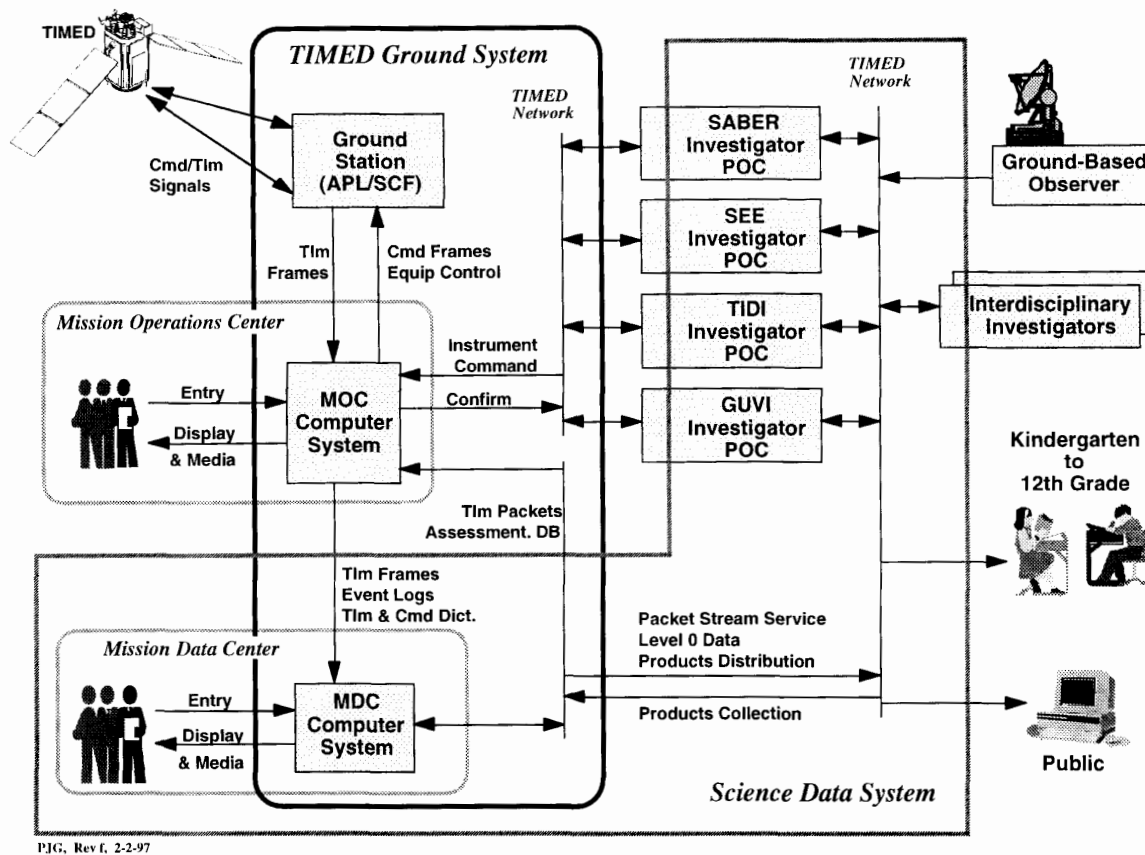 TIMED
TIMED Ground System
TIMED
Network
TIMED
Network
Ground
Station
(APL/SCF)
Cmd/Tlm
Signals
SABER
Investigator
POC
Ground-Based
Observer
SEE
Investigator
POC
Tlm
Frames
Cmd Frames
Equip Control
TIDI
Investigator
POC
Interdisciplinary
Investigators
Mission Operations Center
Instrument
Command
Entry
MOC
Computer
System
Confirm
Display
& Media
GUVI
Investigator
POC
Kindergarten
to
12th Grade
Tlm Packets
Assessment. DB
Tlm Frames
Event Logs
Tlm & Cmd Dict.
Packet Stream Service
Level 0 Data
Products Distribution
Mission Data Center
Entry
MDC
Computer
System
Display
& Media
Products Collection
Public
Science Data System
PJG, Rev f, 2-2-97